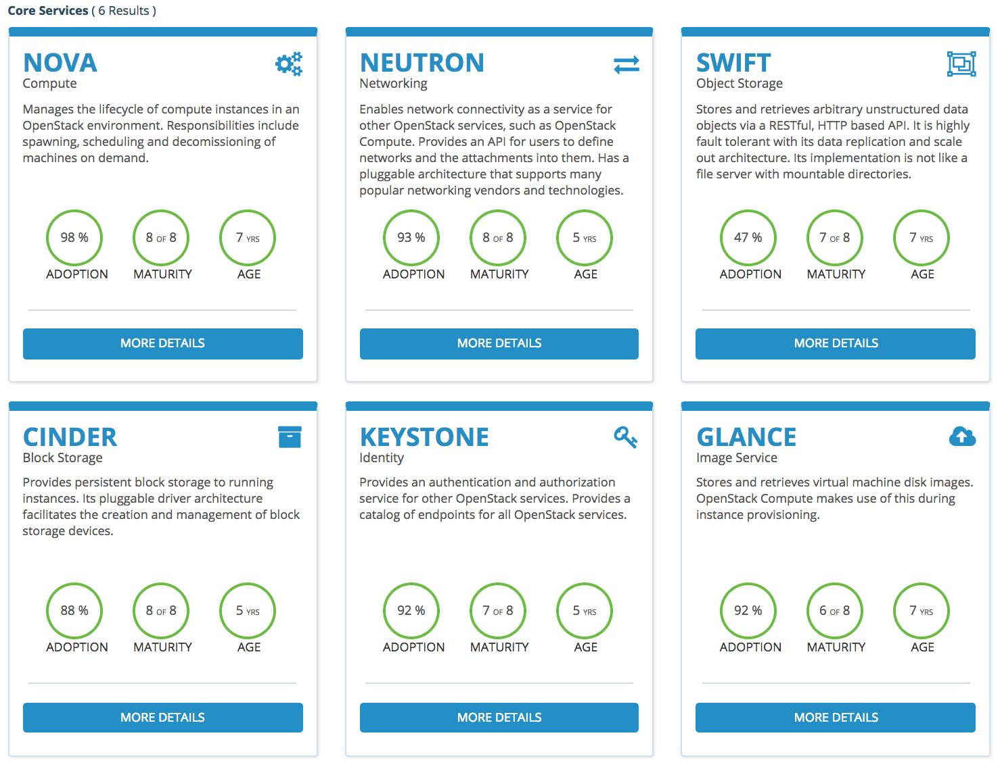 Core Services ( 6 Results )
NOVA
Compute
Manages the lifecycle of compute instances in an
OpenStack environment. Responsibilities include
spawning, scheduling and decomissioning of
machines on demand.
98 %
8 OF 8
7 YRS
ADOPTION
MATURITY
AGE
MORE DETAILS
NEUTRON
Networking
Enables network connectivity as a service for
other OpenStack services, such as OpenStack
Compute. Provides an API for users to define
networks and the attachments into them. Has a
pluggable architecture that supports many
popular networking vendors and technologies.
93 %
8 OF 8
5 YRS
ADOPTION
MATURITY
AGE
MORE DETAILS
SWIFT
Object Storage
Stores and retrieves arbitrary unstructured data
objects via a RESTful, HTTP based API. It is highly
fault tolerant with its data replication and scale
out architecture. Its implementation is not like a
file server with mountable directories.
47 %
7 OF 8
7 YRS
ADOPTION
MATURITY
AGE
MORE DETAILS
CINDER
Block Storage
Provides persistent block storage to running
instances. Its pluggable driver architecture
facilitates the creation and management of block
storage devices.
88 %
8 OF 8
5 YRS
ADOPTION
MATURITY
AGE
MORE DETAILS
KEYSTONE
Identity
Provides an authentication and authorization
service for other OpenStack services. Provides a
catalog of endpoints for all OpenStack services.
92 %
7 OF 8
5 YRS
ADOPTION
MATURITY
AGE
MORE DETAILS
GLANCE
Image Service
Stores and retrieves virtual machine disk images.
OpenStack Compute makes use of this during
instance provisioning.
92 %
6 OF 8
7 YRS
ADOPTION
MATURITY
AGE
MORE DETAILS